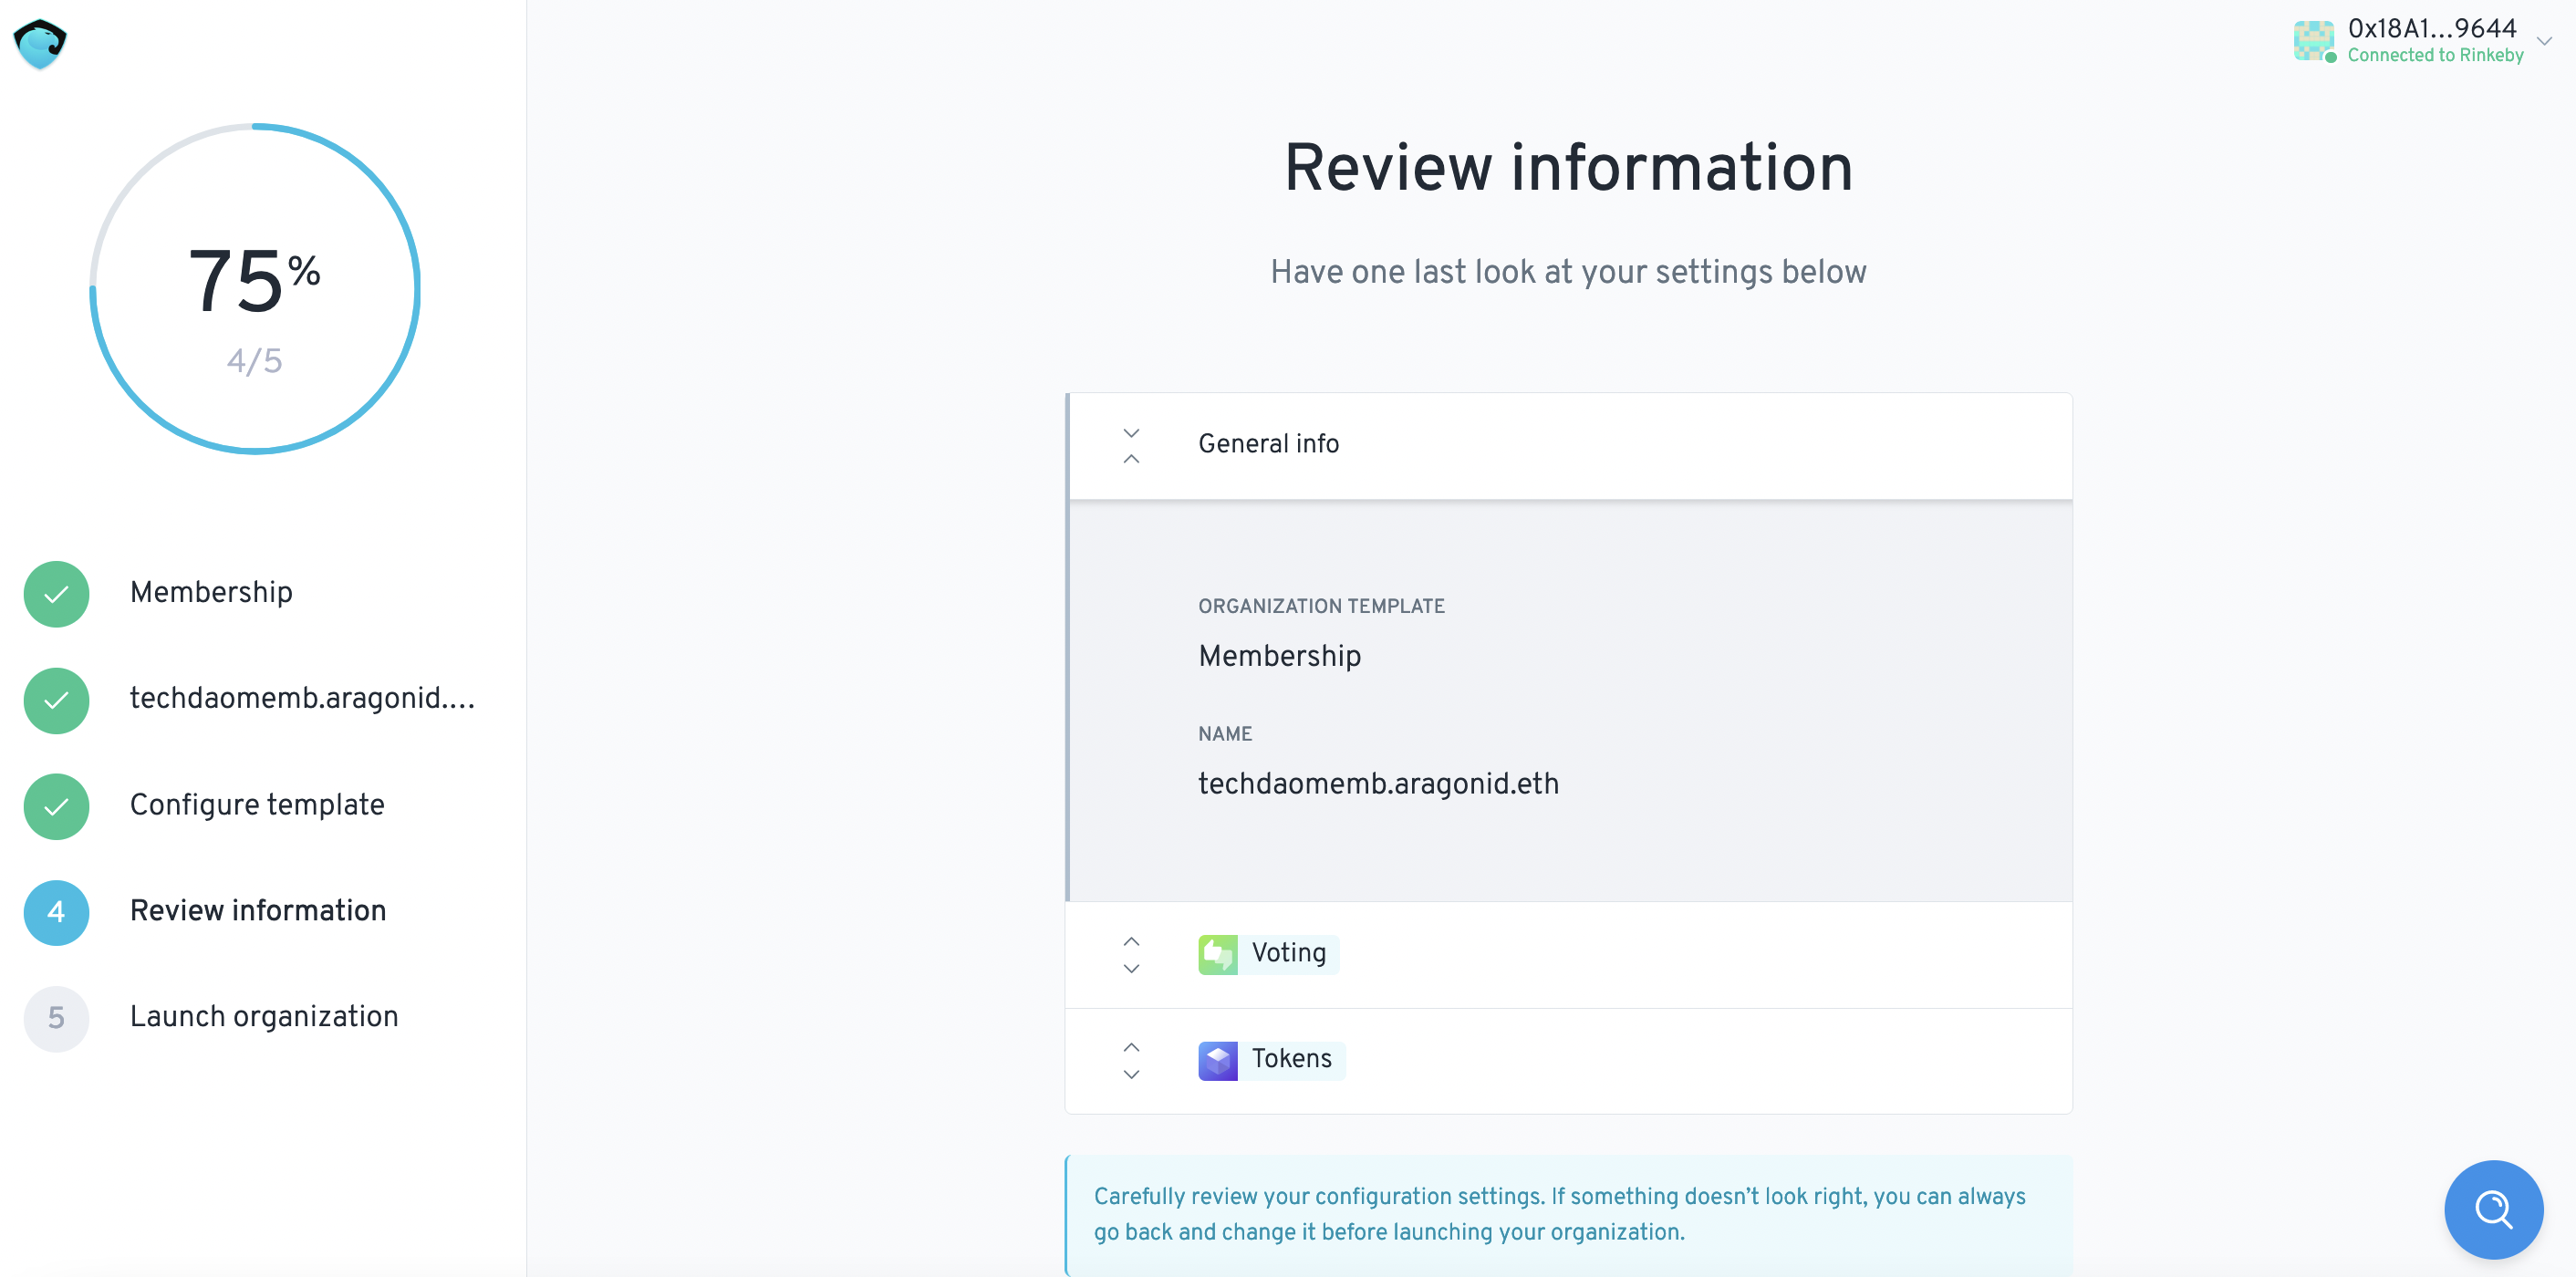 0x18A1...9644
Connected to Rinkeby
75%
4/5
Membership
techdaomemb.aragonid....
Configure template
4 Review information
5 Launch organization
Review information
Have one last look at your settings below
General info
ORGANIZATION TEMPLATE
Membership
NAME
techdaomemb.aragonid.eth
Voting
Tokens
Carefully review your configuration settings. If something doesn’t look right, you can always
go back and change it before launching your organization.